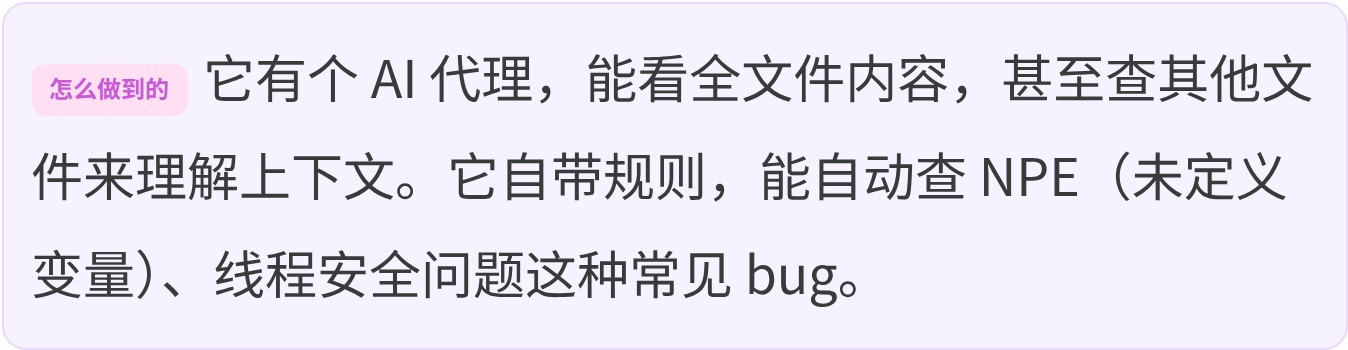 怎么做到的 它有个 AI 代理，能看全文件内容，甚至查其他文
件来理解上下文。它自带规则，能自动查 NPE（未定义
变量）、线程安全问题这种常见 bug。